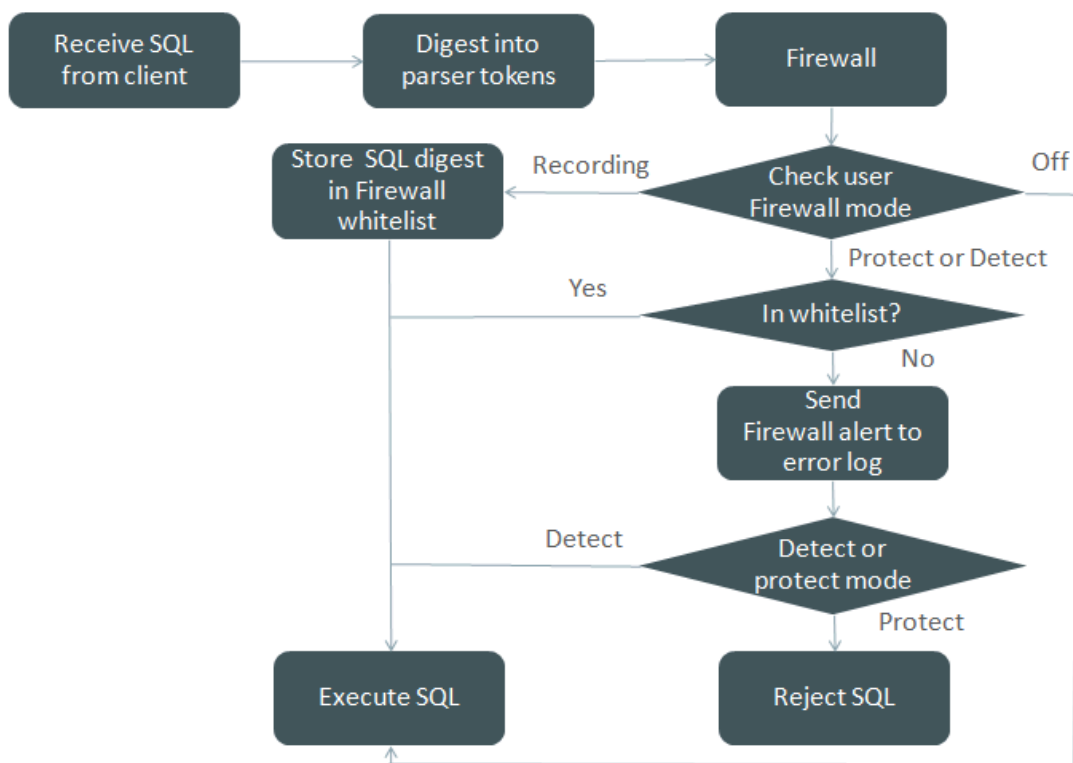 Receive SQL
from client
Digest into
parser tokens
Firewall
Store SQL digest
in Firewall
whitelist
Recording
Check user
Firewall mode
Off
Protect or Detect
Yes
In whitelist?
No
Send
Firewall alert to
error log
Detect
Detect or
protect mode
Protect
Execute SQL
Reject SQL